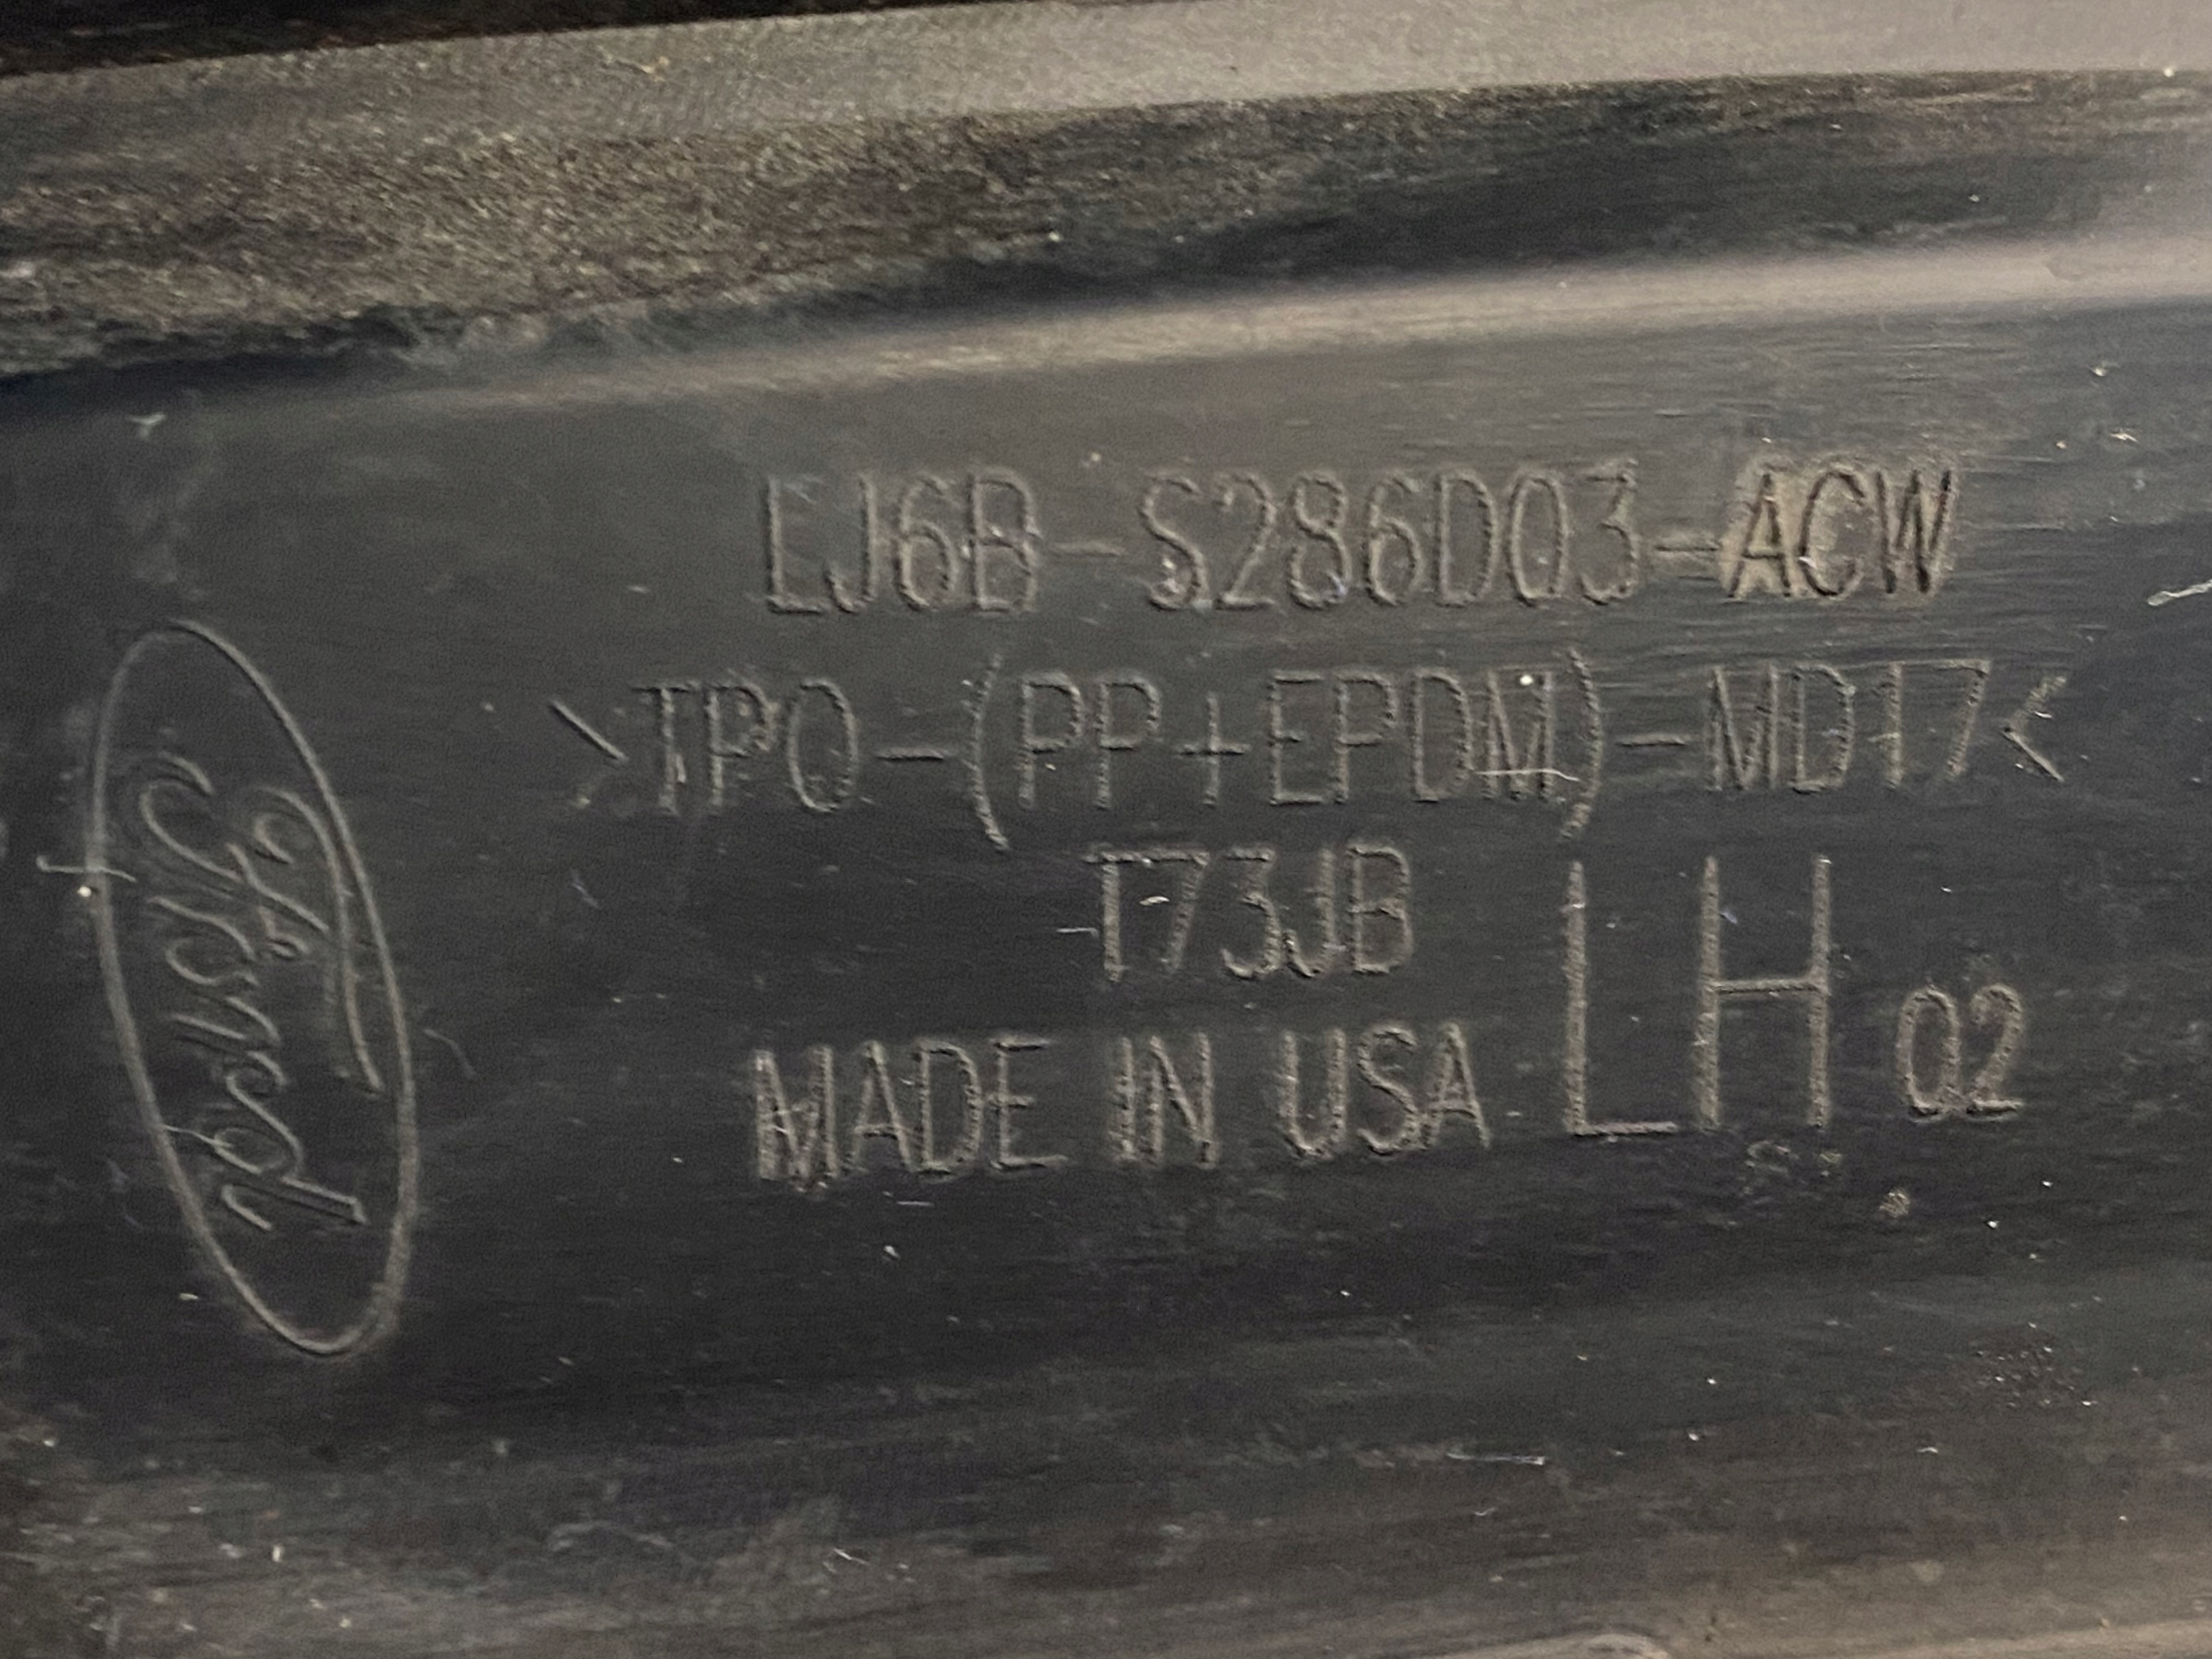 LJ6B-S286D03-ACW
>TPO-(PP+EPDM)-MD17<
T73JB
MADE IN USA LH 02
Ford